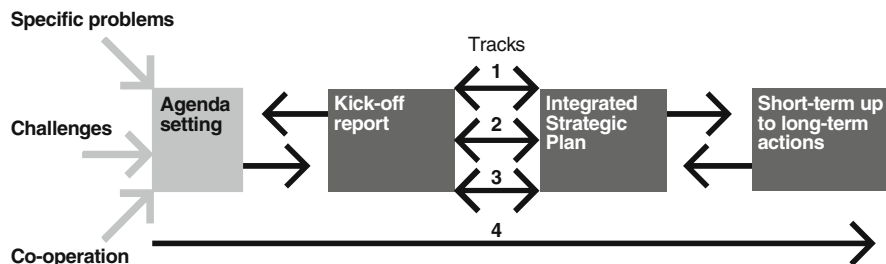 Specific problems
Tracks
1
Agenda
setting
Kick-off
report
Integrated
Strategic
Plan
Short-term up
to long-term
actions
Challenges
2
3
4
Co-operation